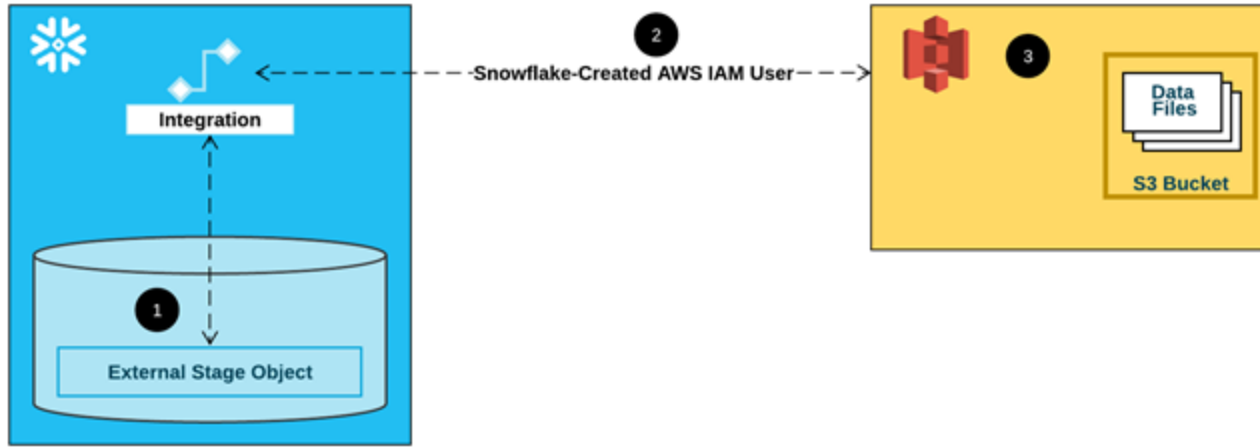 2
Snowflake-Created AWS IAM User
3
Data
Files
Integration
S3 Bucket
1
External Stage Object